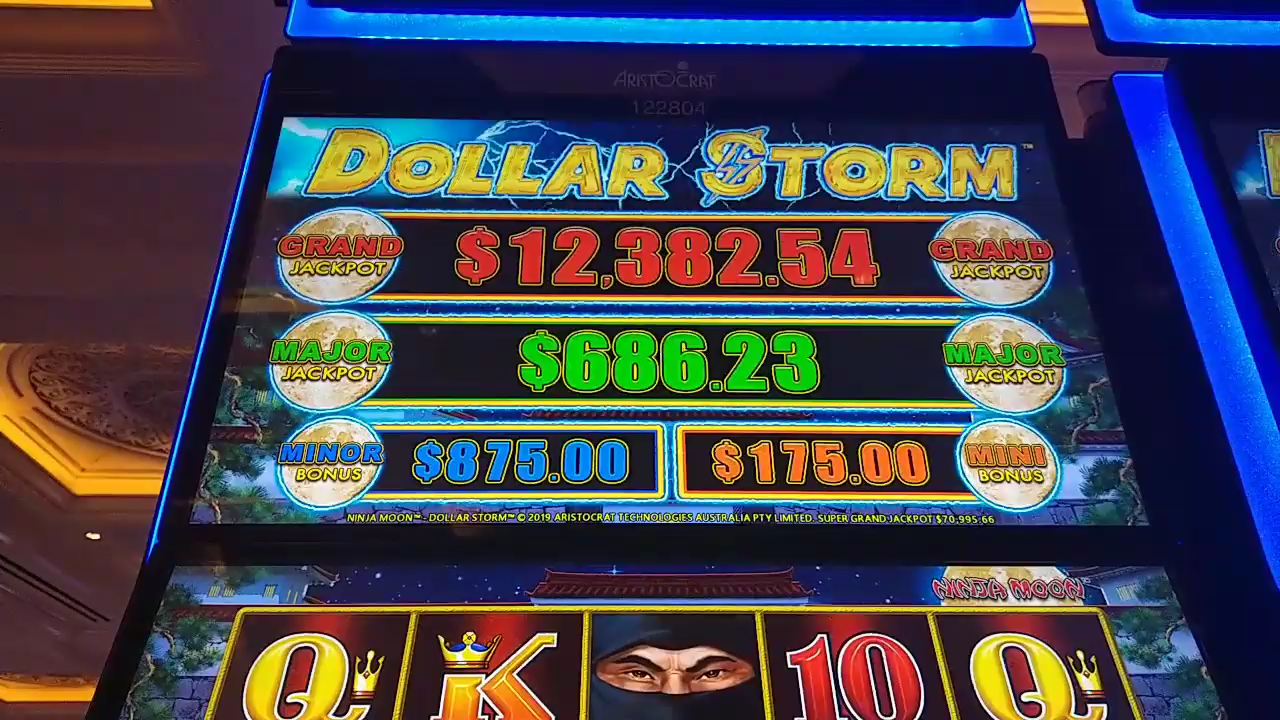 ARISTOCRAT
122804
DOLLAR STORM™
GRAND JACKPOT $12,382.54 GRAND JACKPOT
MAJOR JACKPOT $686.23 MAJOR JACKPOT
MINOR BONUS $875.00 $175.00 MINI BONUS
NINJA MOON™ - DOLLAR STORM™ © 2019 ARISTOCRAT TECHNOLOGIES AUSTRALIA PTY LIMITED. SUPER GRAND JACKPOT $70,995.66
NINJA MOON™
Q K 10 Q